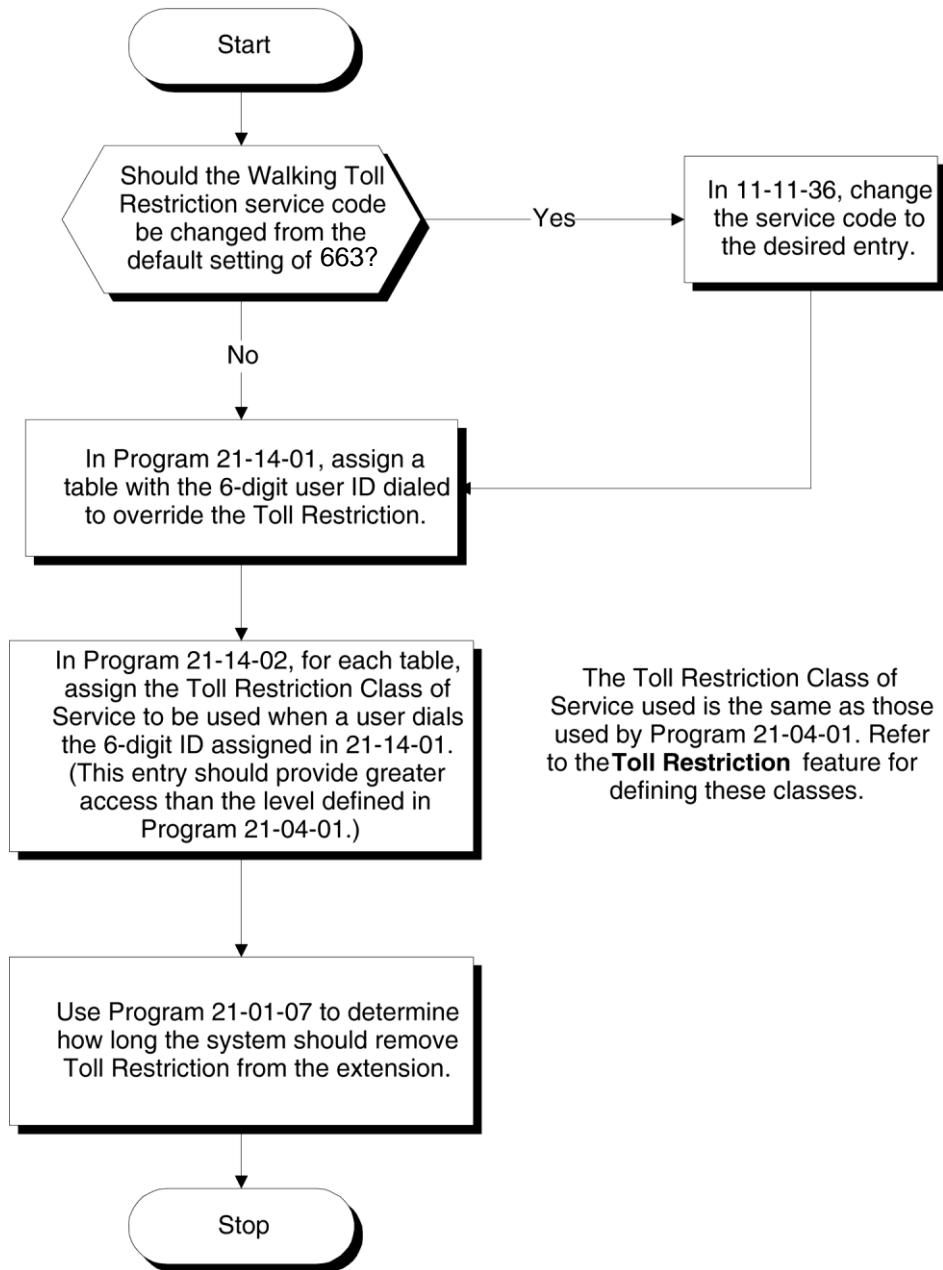 Start
Should the Walking Toll
Restriction service code
be changed from the
default setting of 663?
Yes
In 11-11-36, change
the service code to
the desired entry.
No
In Program 21-14-01, assign a
table with the 6-digit user ID dialed
to override the Toll Restriction.
In Program 21-14-02, for each table,
assign the Toll Restriction Class of
Service to be used when a user dials
the 6-digit ID assigned in 21-14-01.
(This entry should provide greater
access than the level defined in
Program 21-04-01.)
The Toll Restriction Class of
Service used is the same as those
used by Program 21-04-01. Refer
to the Toll Restriction feature for
defining these classes.
Use Program 21-01-07 to determine
how long the system should remove
Toll Restriction from the extension.
Stop